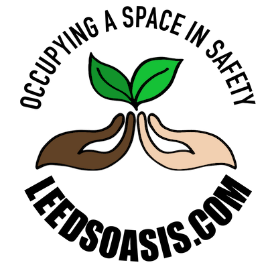 OCCUPYING A SPACE IN SAFETY
LEEDSOASIS.COM